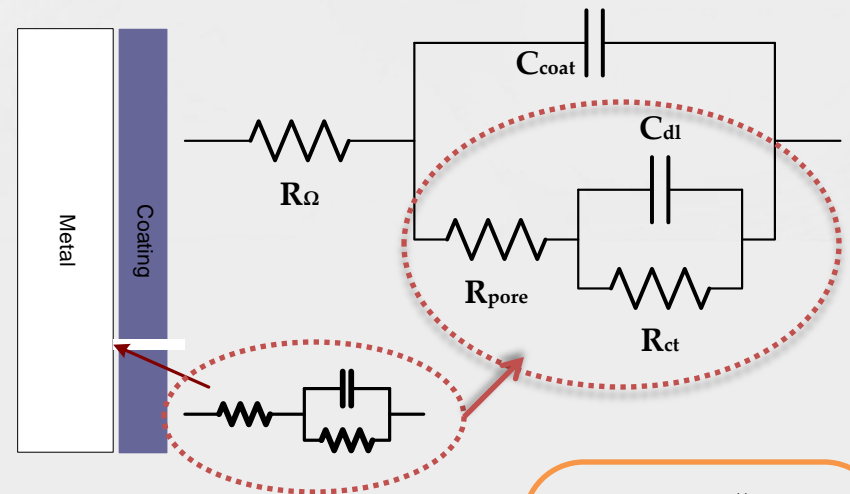 Metal
Coating
Ccoat
Cdl
RΩ
Rpore
Rct